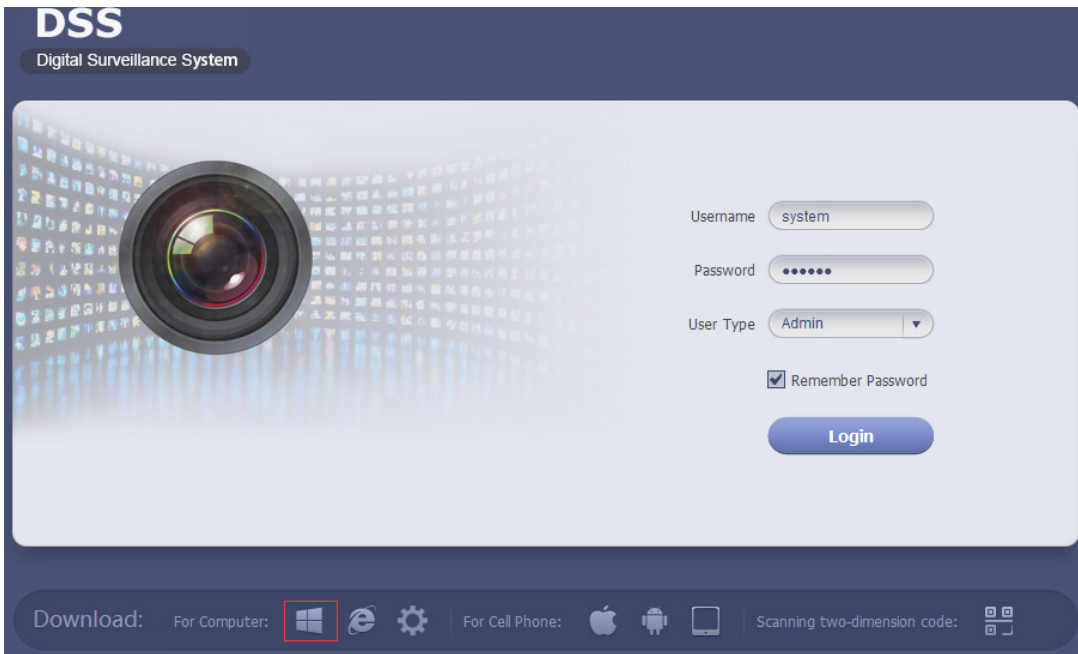 DSS
Digital Surveillance System
Username system
Password ••••••
User Type Admin
Remember Password
Login
Download: For Computer: For Cell Phone: Scanning two-dimension code: